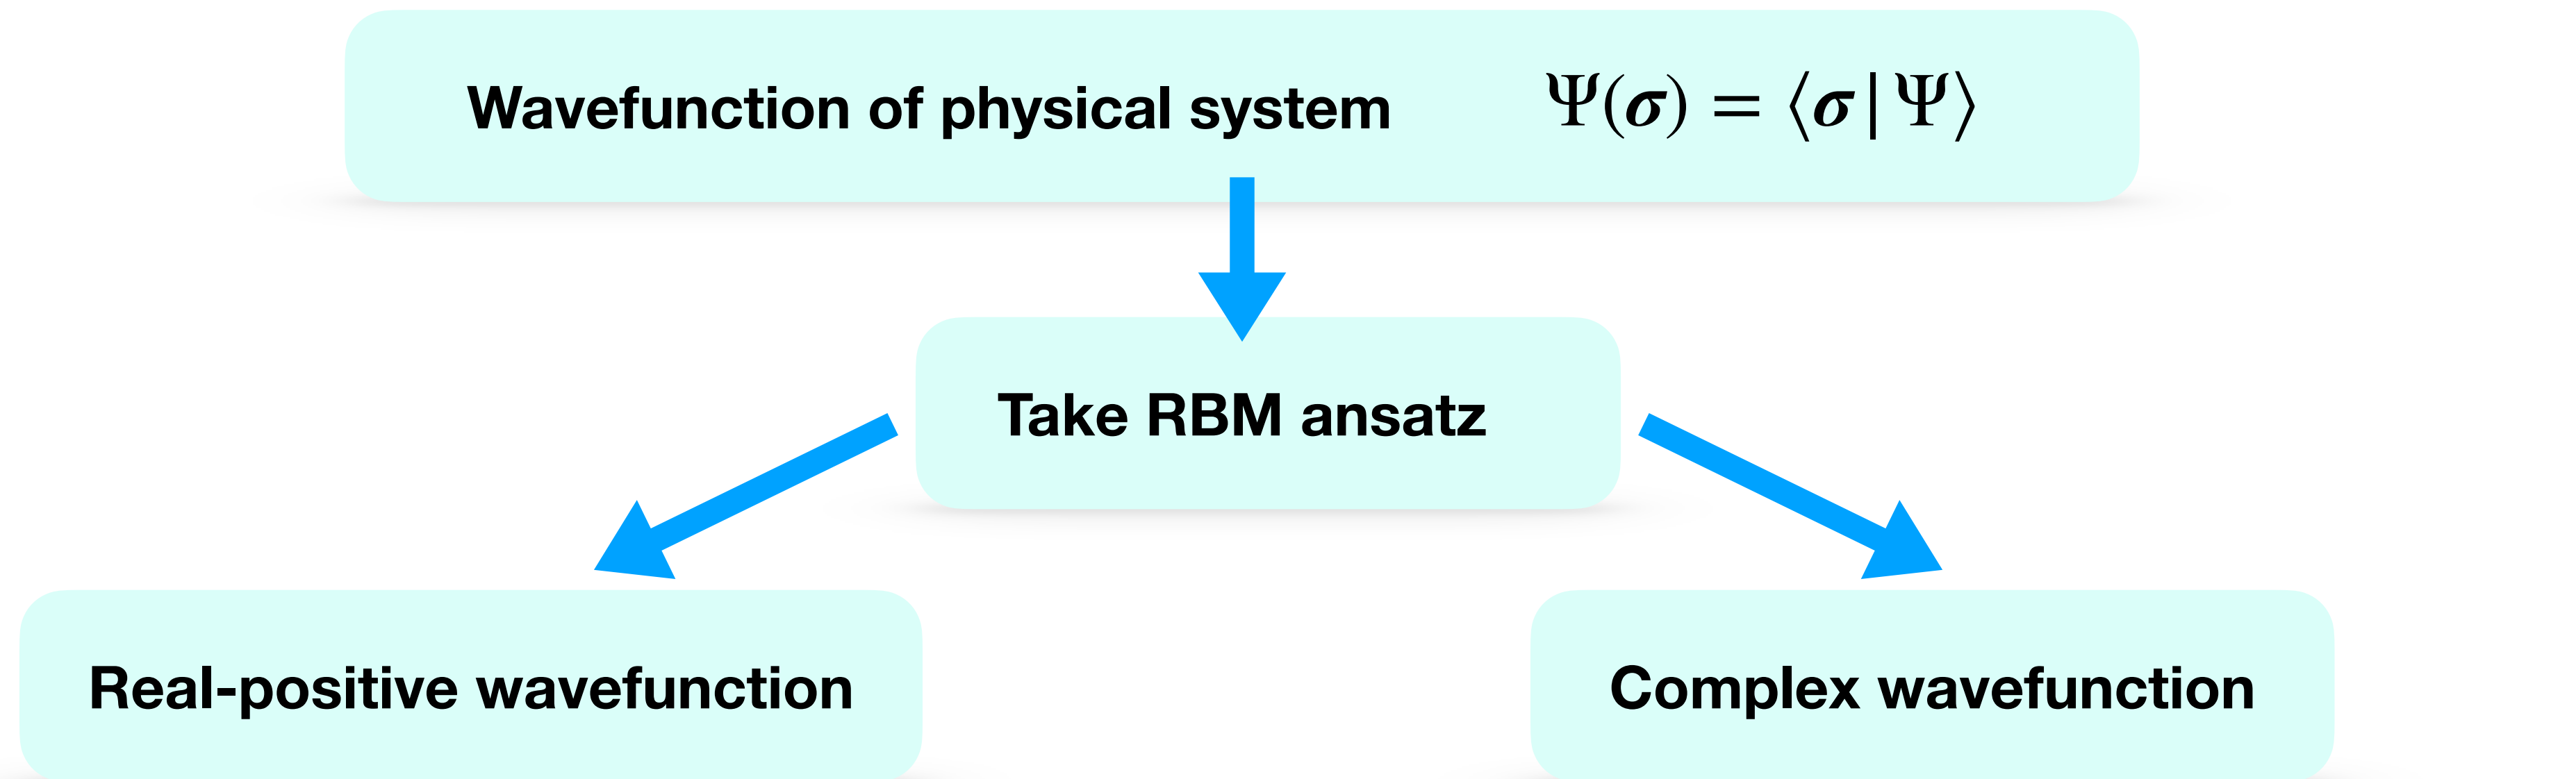 Wavefunction of physical system Ψ(σ) = ⟨σ | Ψ⟩
Take RBM ansatz
Real-positive wavefunction
Complex wavefunction